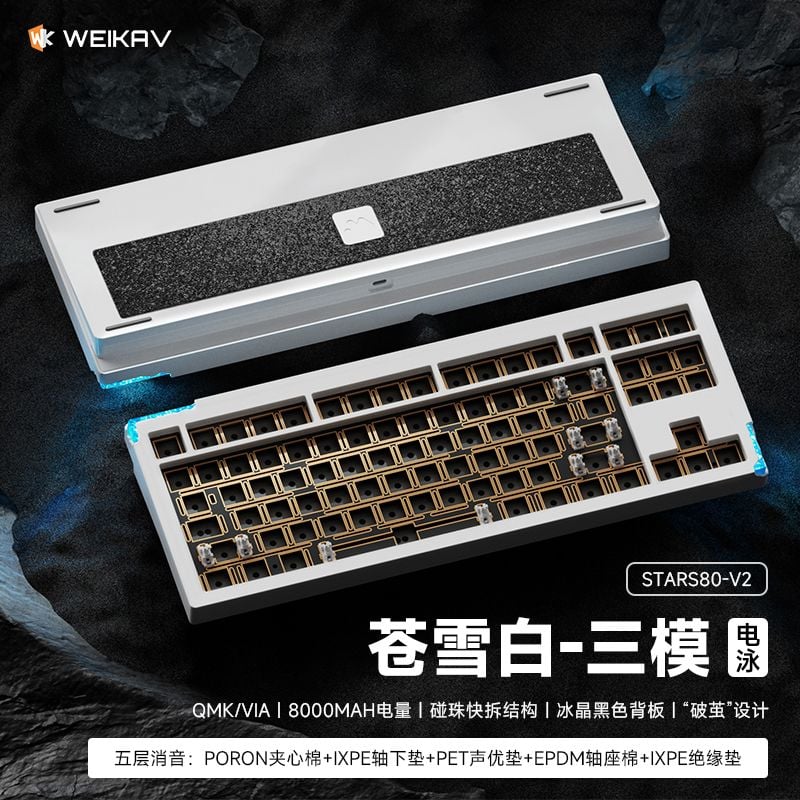 WK WEIKAV
STARS80-V2
苍雪白-三模 电泳
QMK/VIA | 8000MAH电量 | 碰珠快拆结构 | 冰晶黑色背板 | “破茧”设计
五层消音：PORON夹心棉+IXPE轴下垫+PET声优垫+EPDM轴座棉+IXPE绝缘垫